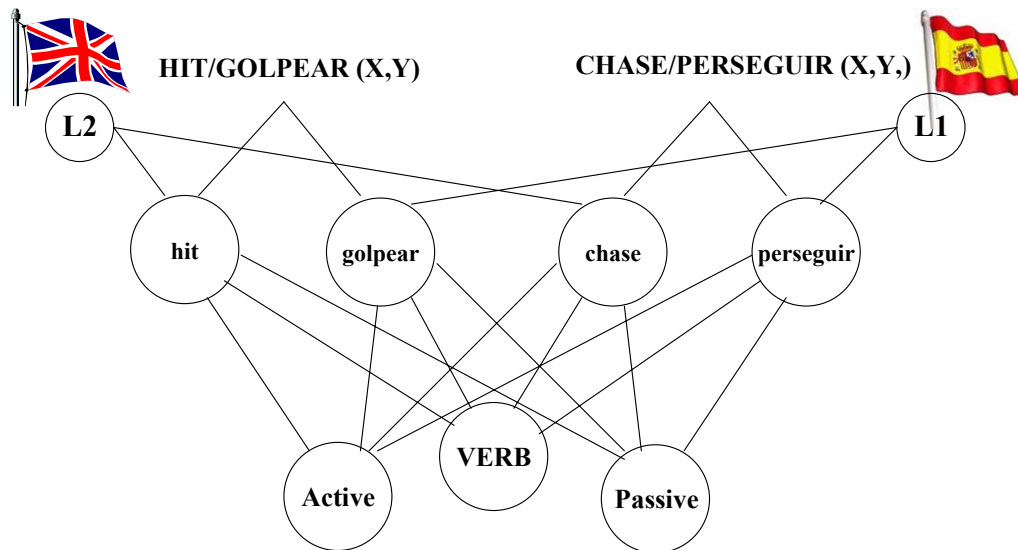 HIT/GOLPEAR (X,Y)
CHASE/PERSEGUIR (X,Y,)
L2
L1
hit
golpear
chase
perseguir
Active
VERB
Passive